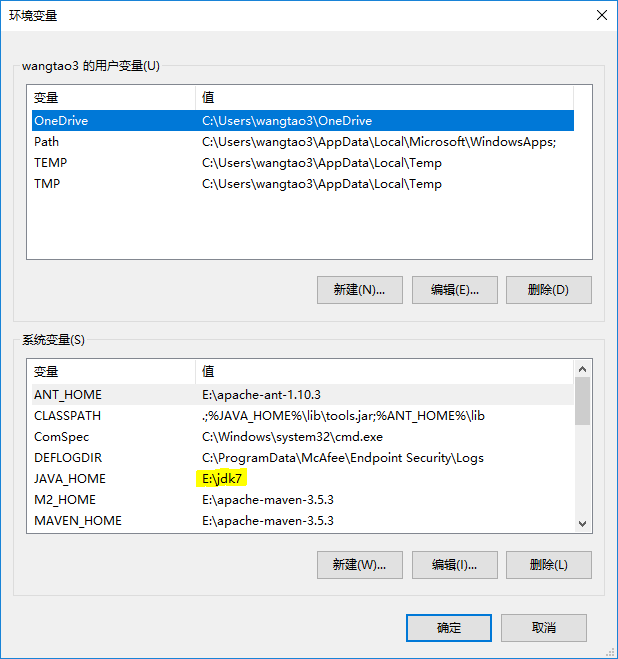 环境变量
wangtao3 的用户变量(U)
变量 值
OneDrive C:\Users\wangtao3\OneDrive
Path C:\Users\wangtao3\AppData\Local\Microsoft\WindowsApps;
TEMP C:\Users\wangtao3\AppData\Local\Temp
TMP C:\Users\wangtao3\AppData\Local\Temp
新建(N)... 编辑(E)... 删除(D)
系统变量(S)
变量 值
ANT_HOME E:\apache-ant-1.10.3
CLASSPATH .;%JAVA_HOME%\lib\tools.jar;%ANT_HOME%\lib
ComSpec C:\Windows\system32\cmd.exe
DEFLOGDIR C:\ProgramData\McAfee\Endpoint Security\Logs
JAVA_HOME E:\jdk7
M2_HOME E:\apache-maven-3.5.3
MAVEN_HOME E:\apache-maven-3.5.3
新建(W)... 编辑(I)... 删除(L)
确定 取消